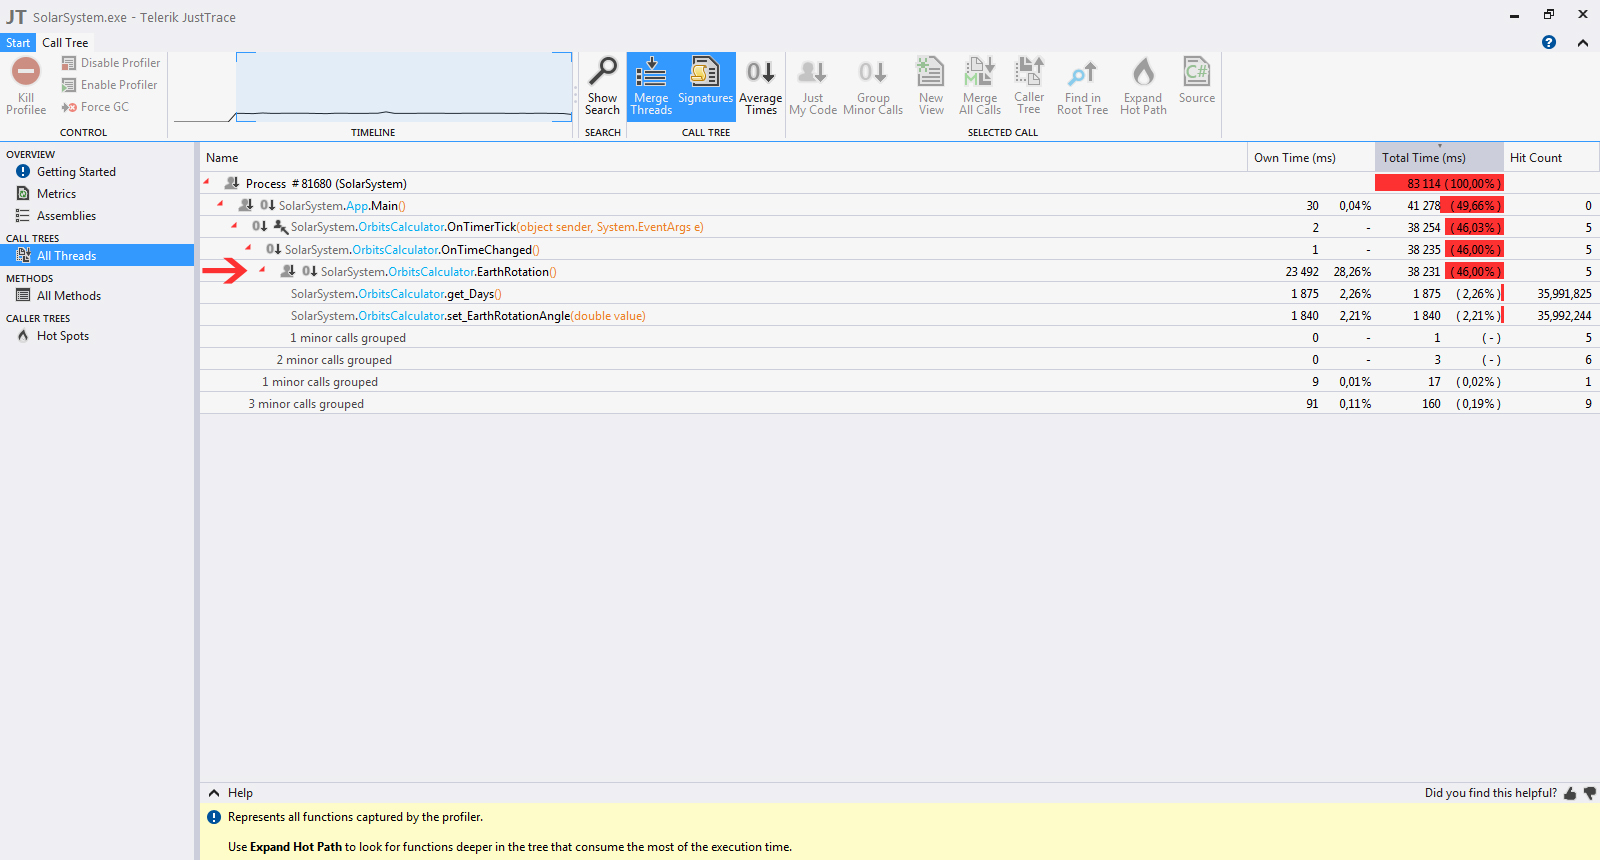 JT SolarSystem.exe - Telerik JustTrace
Start Call Tree
Kill Profilee
Disable Profiler
Enable Profiler
Force GC
CONTROL
TIMELINE
Show Search
SEARCH
Merge Threads
Signatures
Average Times
CALL TREE
Just My Code
Group Minor Calls
New View
Merge All Calls
Caller Tree
Find in Root Tree
Expand Hot Path
Source
SELECTED CALL
OVERVIEW
Getting Started
Metrics
Assemblies
CALL TREES
All Threads
METHODS
All Methods
CALLER TREES
Hot Spots
Name Own Time (ms) Total Time (ms) Hit Count
Process # 81680 (SolarSystem) 83 114 (100,00% )
SolarSystem.App.Main() 30 0,04% 41 278 ( 49,66% ) 0
SolarSystem.OrbitsCalculator.OnTimerTick(object sender, System.EventArgs e) 2 - 38 254 ( 46,03% ) 5
SolarSystem.OrbitsCalculator.OnTimeChanged() 1 - 38 235 ( 46,00% ) 5
SolarSystem.OrbitsCalculator.EarthRotation() 23 492 28,26% 38 231 ( 46,00% ) 5
SolarSystem.OrbitsCalculator.get_Days() 1 875 2,26% 1 875 ( 2,26% ) 35,991,825
SolarSystem.OrbitsCalculator.set_EarthRotationAngle(double value) 1 840 2,21% 1 840 ( 2,21% ) 35,992,244
1 minor calls grouped 0 - 1 ( - ) 5
2 minor calls grouped 0 - 3 ( - ) 6
1 minor calls grouped 9 0,01% 17 ( 0,02% ) 1
3 minor calls grouped 91 0,11% 160 ( 0,19% ) 9
Help Did you find this helpful?
Represents all functions captured by the profiler.
Use Expand Hot Path to look for functions deeper in the tree that consume the most of the execution time.